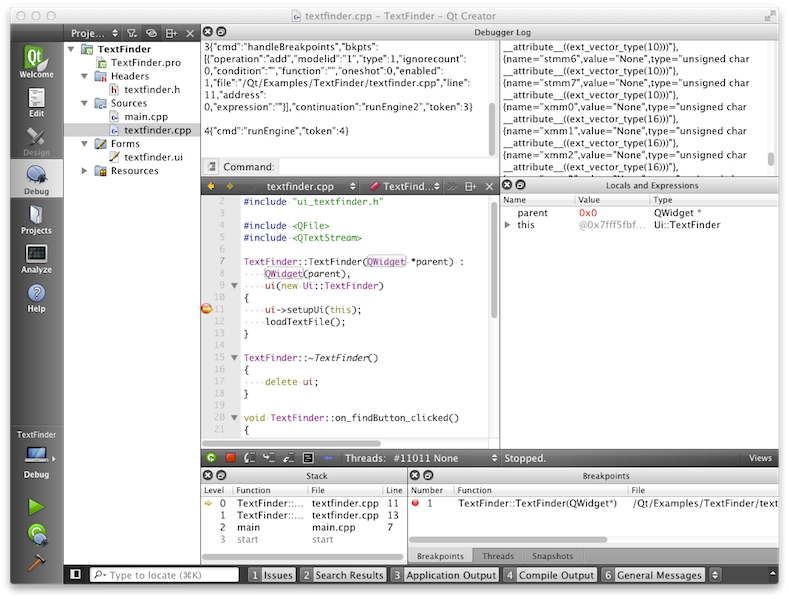 textfinder.cpp – TextFinder – Qt Creator
Proje...
Debugger Log
Welcome
Edit
Design
Debug
Projects
Analyze
Help
TextFinder
Debug
TextFinder
TextFinder.pro
Headers
textfinder.h
Sources
main.cpp
textfinder.cpp
Forms
textfinder.ui
Resources
3{"cmd":"handleBreakpoints","bkpts":
[{"operation":"add","modelid":"1","type":1,"ignorecount":
0,"condition":"","function":"","oneshot":0,"enabled":
1,"file":"/Qt/Examples/TextFinder/textfinder.cpp","line":
11,"address":
0,"expression":""}],"continuation":"runEngine2","token":3}
4{"cmd":"runEngine","token":4}
Command:
__attribute__((ext_vector_type(10)))"},
{name="stmm6",value="None",type="unsigned char
__attribute__((ext_vector_type(10)))"},
{name="stmm7",value="None",type="unsigned char
__attribute__((ext_vector_type(10)))"},
{name="xmm0",value="None",type="unsigned char
__attribute__((ext_vector_type(16)))"},
{name="xmm1",value="None",type="unsigned char
__attribute__((ext_vector_type(16)))"},
{name="xmm2",value="None",type="unsigned char
__attribute__((ext_vector_type(16)))"},
textfinder.cpp
TextFind...
2 #include "ui_textfinder.h"
4 #include <QFile>
5 #include <QTextStream>
7 TextFinder::TextFinder(QWidget *parent) :
8 QWidget(parent),
9 ui(new Ui::TextFinder)
10 {
11 ui->setupUi(this);
12 loadTextFile();
13 }
14
15 TextFinder::~TextFinder()
16 {
17 delete ui;
18 }
19
20 void TextFinder::on_findButton_clicked()
21 {
Locals and Expressions
Name Value Type
parent 0x0 QWidget *
this @0x7fff5fbf... Ui::TextFinder
Threads: #11011 None
Stopped.
Views
Stack
Level Function File Line
0 TextFinder::... textfinder.cpp 11
1 TextFinder::... textfinder.cpp 13
2 main main.cpp 7
3 start start
Breakpoints
Number Function File
1 TextFinder::TextFinder(QWidget*) /Qt/Examples/TextFinder/text
Breakpoints Threads Snapshots
Type to locate (⌘K)
1 Issues
2 Search Results
3 Application Output
4 Compile Output
6 General Messages